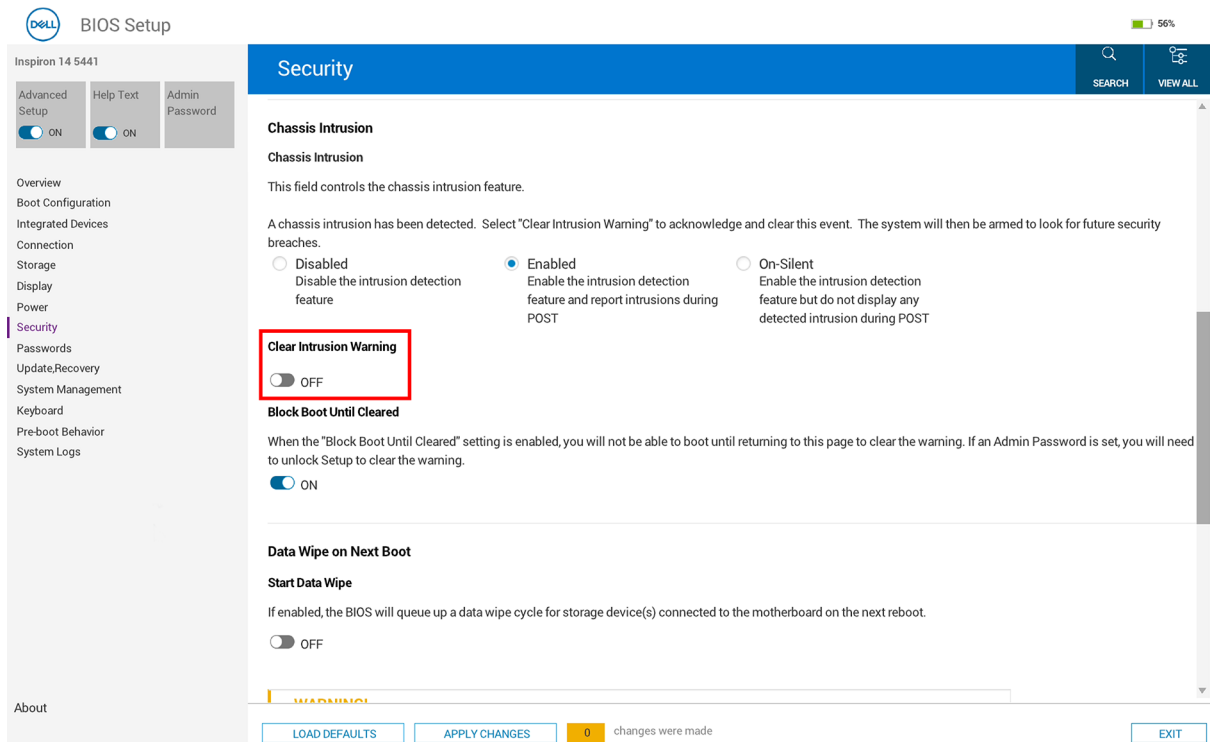 DELL
BIOS Setup
56%
Inspiron 14 5441
Advanced Setup
ON
Help Text
ON
Admin Password
Overview
Boot Configuration
Integrated Devices
Connection
Storage
Display
Power
Security
Passwords
Update,Recovery
System Management
Keyboard
Pre-boot Behavior
System Logs
About
Security
SEARCH
VIEW ALL
Chassis Intrusion
Chassis Intrusion
This field controls the chassis intrusion feature.
A chassis intrusion has been detected. Select "Clear Intrusion Warning" to acknowledge and clear this event. The system will then be armed to look for future security
breaches.
Disabled
Disable the intrusion detection
feature
Enabled
Enable the intrusion detection
feature and report intrusions during
POST
On-Silent
Enable the intrusion detection
feature but do not display any
detected intrusion during POST
Clear Intrusion Warning
OFF
Block Boot Until Cleared
When the "Block Boot Until Cleared" setting is enabled, you will not be able to boot until returning to this page to clear the warning. If an Admin Password is set, you will need
to unlock Setup to clear the warning.
ON
Data Wipe on Next Boot
Start Data Wipe
If enabled, the BIOS will queue up a data wipe cycle for storage device(s) connected to the motherboard on the next reboot.
OFF
WARNING!
LOAD DEFAULTS
APPLY CHANGES
0
changes were made
EXIT